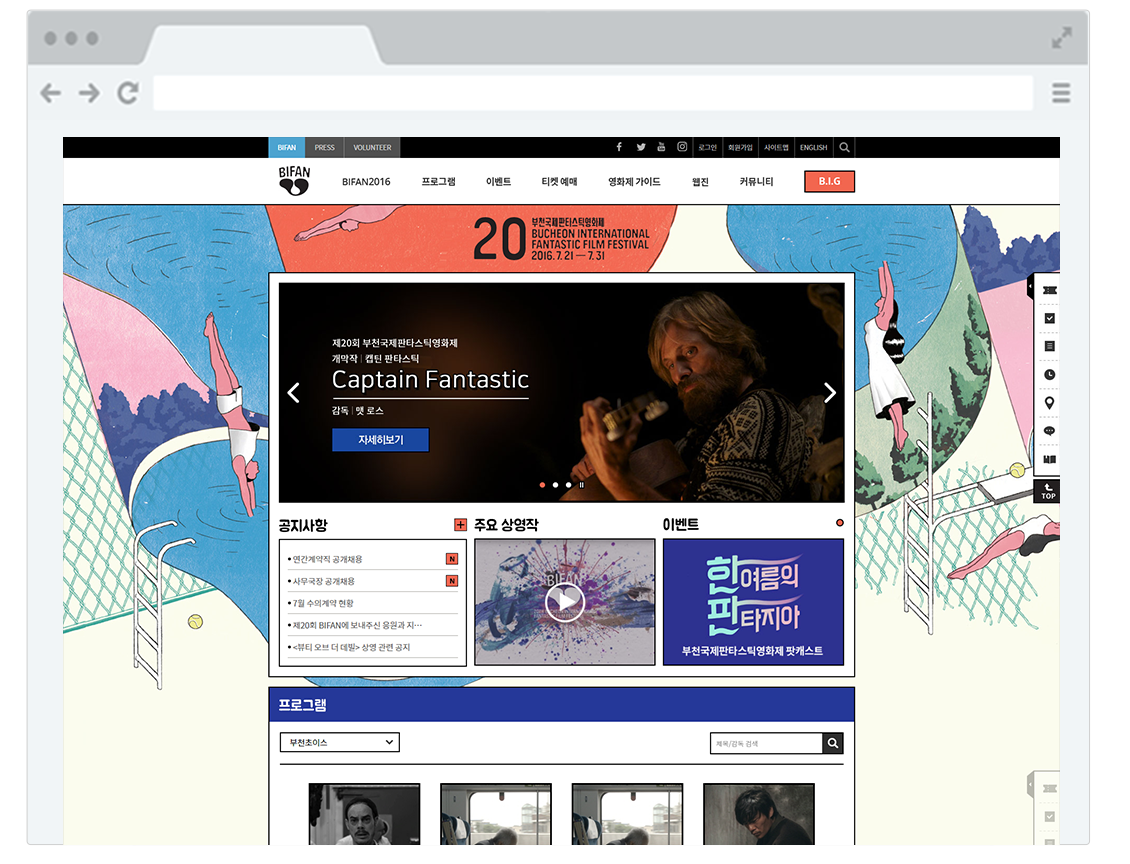 BIFAN PRESS VOLUNTEER 로그인 회원가입 사이트맵 ENGLISH
BIFAN
BIFAN2016 프로그램 이벤트 티켓 예매 영화제 가이드 웹진 커뮤니티 B.I.G
20
부천국제판타스틱영화제
BUCHEON INTERNATIONAL
FANTASTIC FILM FESTIVAL
2016. 7. 21 — 7. 31
제20회 부천국제판타스틱영화제
개막작 | 캡틴 판타스틱
Captain Fantastic
감독 | 맷 로스
자세히보기
TOP
공지사항
연간계약직 공개채용 N
사무국장 공개채용 N
7월 수의계약 현황
제20회 BIFAN에 보내주신 응원과 지…
<뷰티 오브 더 데빌> 상영 관련 공지
주요 상영작
BIFAN
이벤트
한여름의
판타지아
부천국제판타스틱영화제 팟캐스트
프로그램
부천초이스
제목/감독 검색